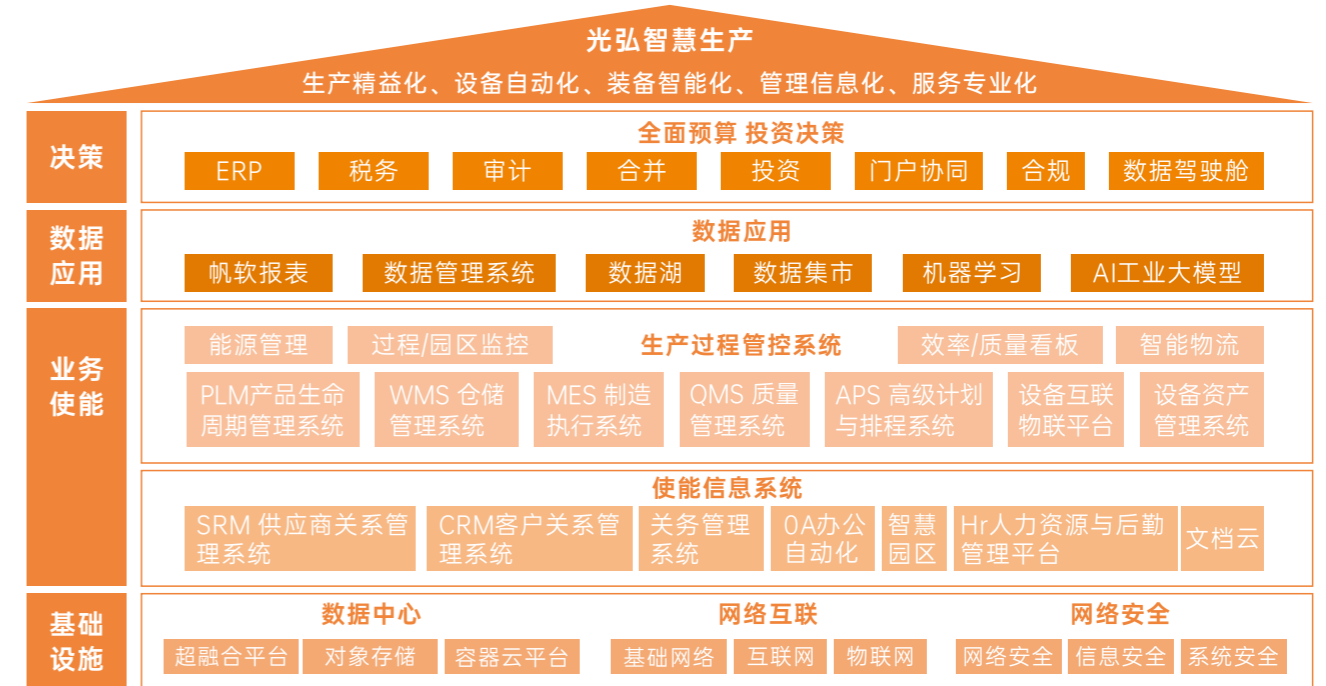 光弘智慧生产
生产精益化、设备自动化、装备智能化、管理信息化、服务专业化
决策
全面预算 投资决策
ERP 税务 审计 合并 投资 门户协同 合规 数据驾驶舱
数据
应用
数据应用
帆软报表 数据管理系统 数据湖 数据集市 机器学习 AI工业大模型
业务
使能
能源管理 过程/园区监控 生产过程管控系统 效率/质量看板 智能物流
PLM产品生命
周期管理系统
WMS 仓储
管理系统
MES 制造
执行系统
QMS 质量
管理系统
APS 高级计划
与排程系统
设备互联
物联平台
设备资产
管理系统
使能信息系统
SRM 供应商关系管
理系统
CRM客户关系管
理系统
关务管理
系统
0A办公
自动化
智慧
园区
Hr人力资源与后勤
管理平台
文档云
基础
设施
数据中心 网络互联 网络安全
超融合平台 对象存储 容器云平台 基础网络 互联网 物联网 网络安全 信息安全 系统安全